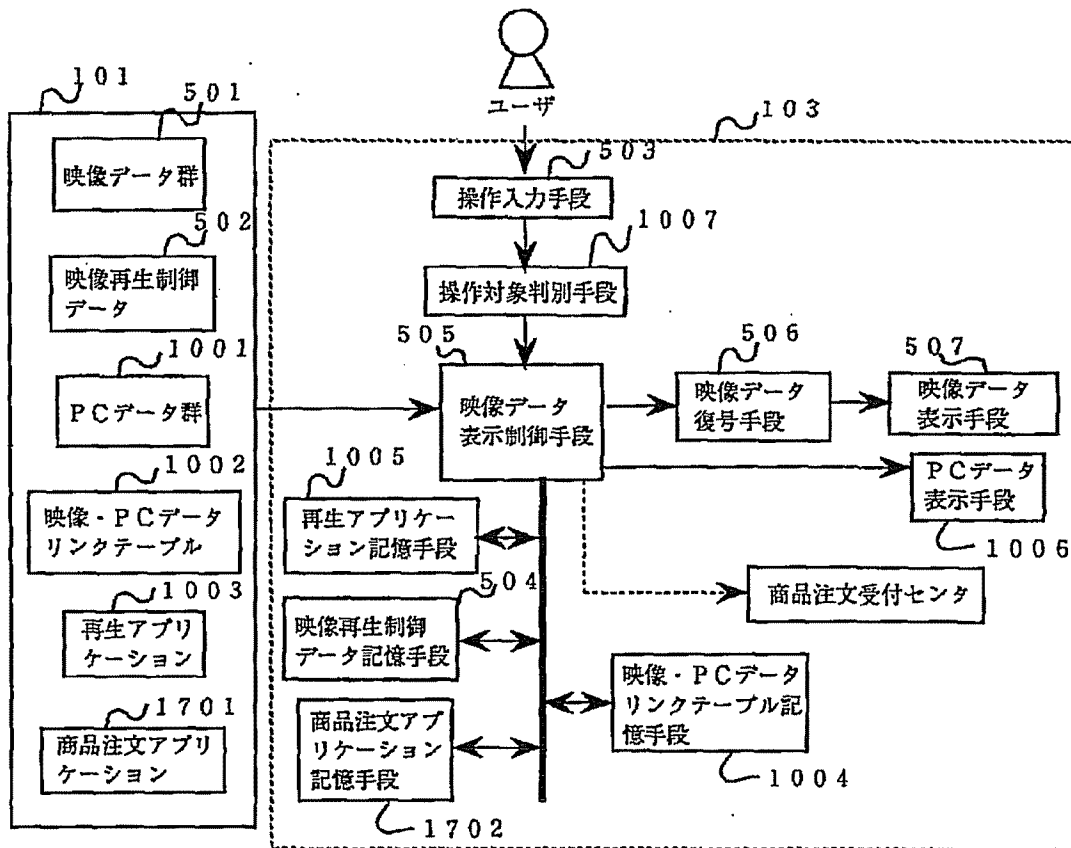 ユーザ
101
501
映像データ群
502
映像再生制御
データ
1001
PCデータ群
1002
映像・PCデータ
リンクテーブル
1003
再生アプリ
ケーション
1701
商品注文アプリ
ケーション
103
503
操作入力手段
1007
操作対象判別手段
505
映像データ
表示制御手段
506
映像データ
復号手段
507
映像データ
表示手段
PCデータ
表示手段
1006
1005
再生アプリケー
ション記憶手段
商品注文受付センタ
504
映像再生制御
データ記憶手段
映像・PCデータ
リンクテーブル記
憶手段
1004
商品注文アプ
リケーション
記憶手段
1702